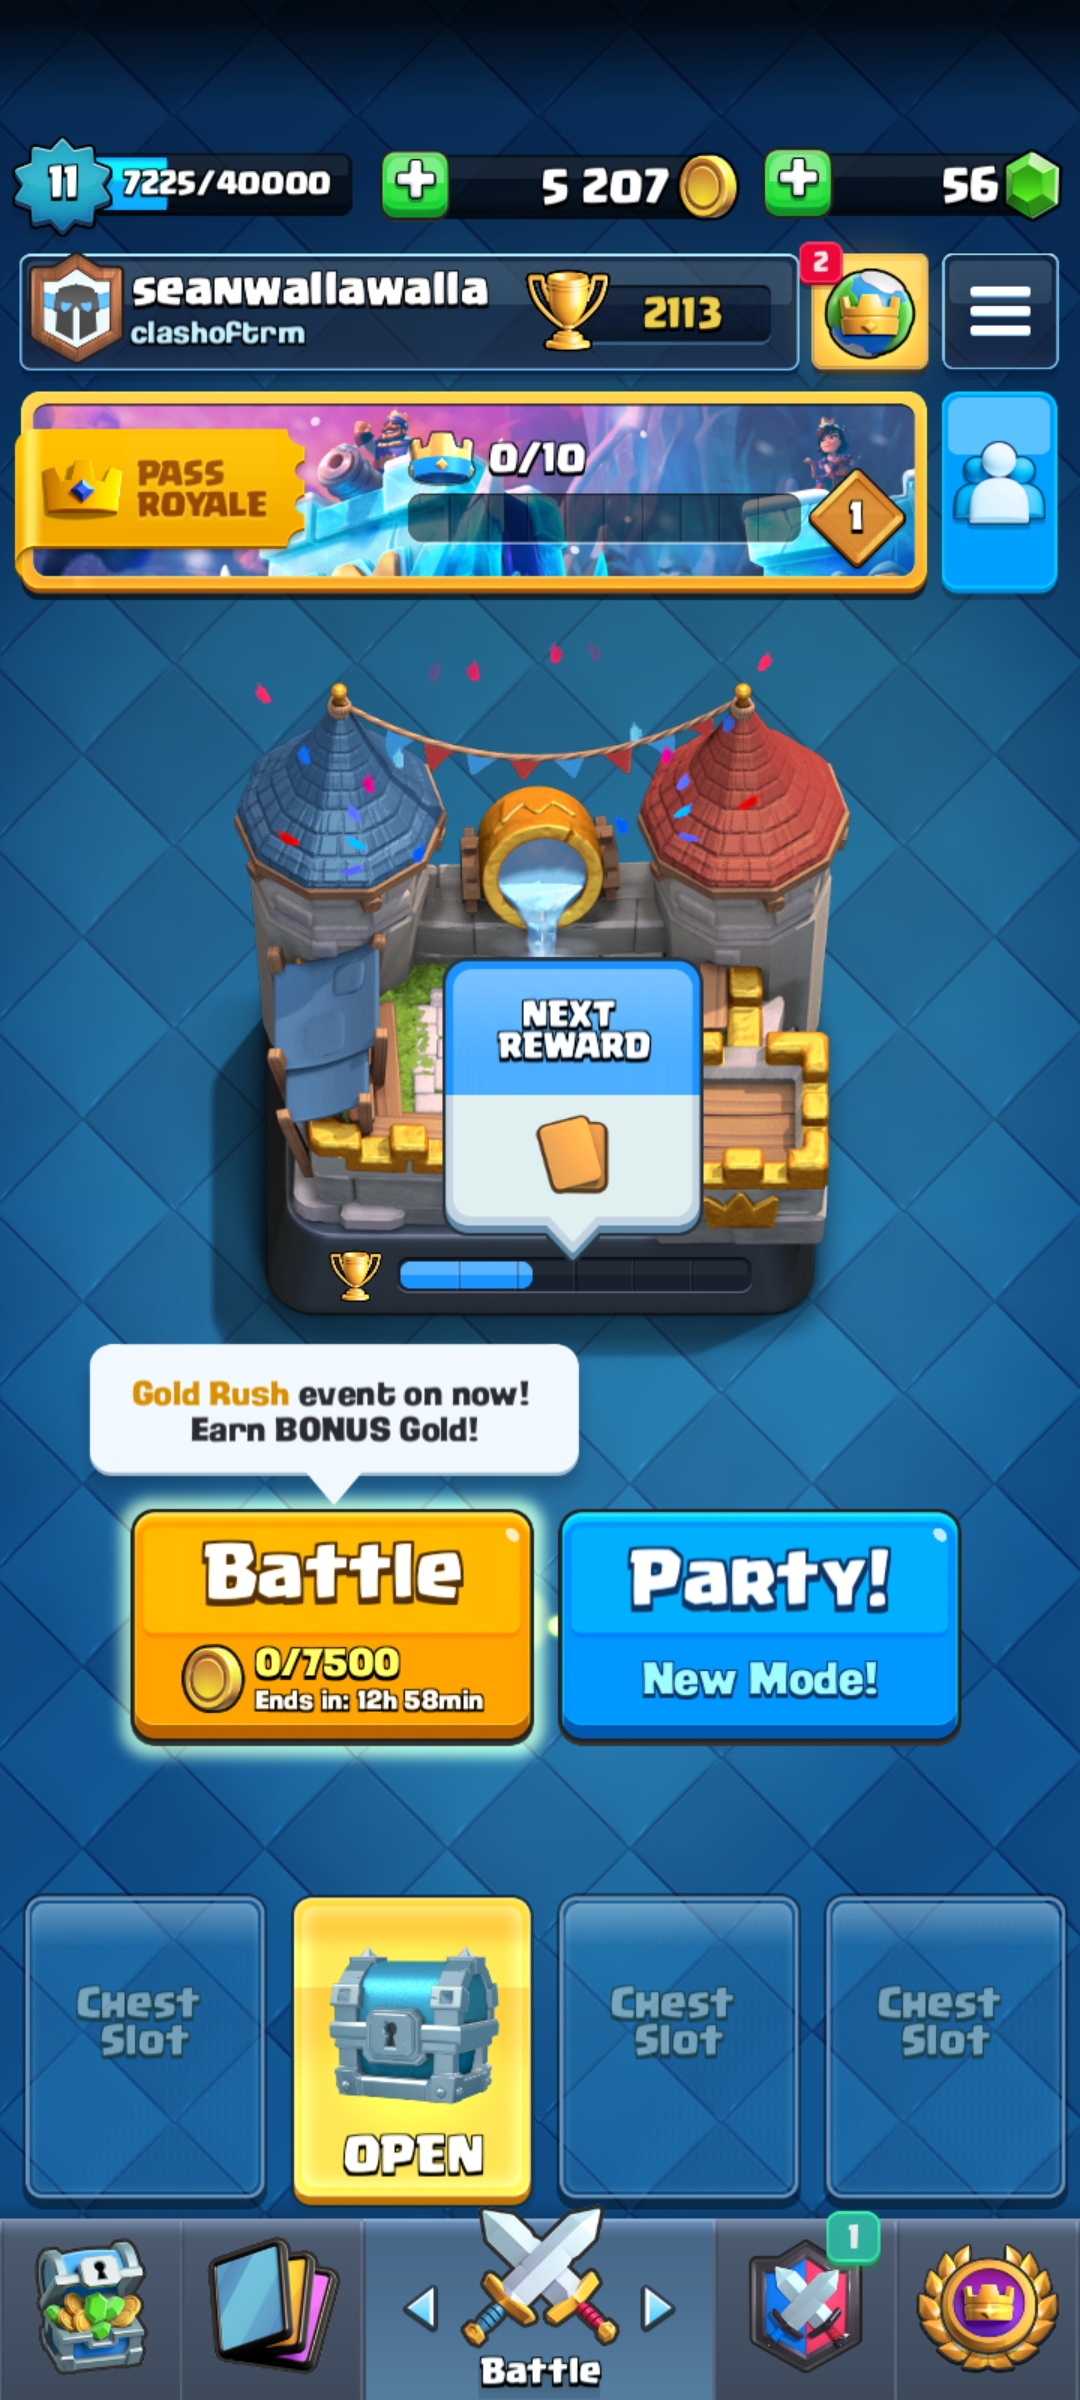 11
7225/40000
5 207
56
seanwallawalla
clashoftrm
2113
2
PASS
ROYALE
0/10
1
NEXT
REWARD
Gold Rush event on now!
Earn BONUS Gold!
Battle
0/7500
Ends in: 12h 58min
Party!
New Mode!
Chest
Slot
OPEN
Chest
Slot
Chest
Slot
1
Battle